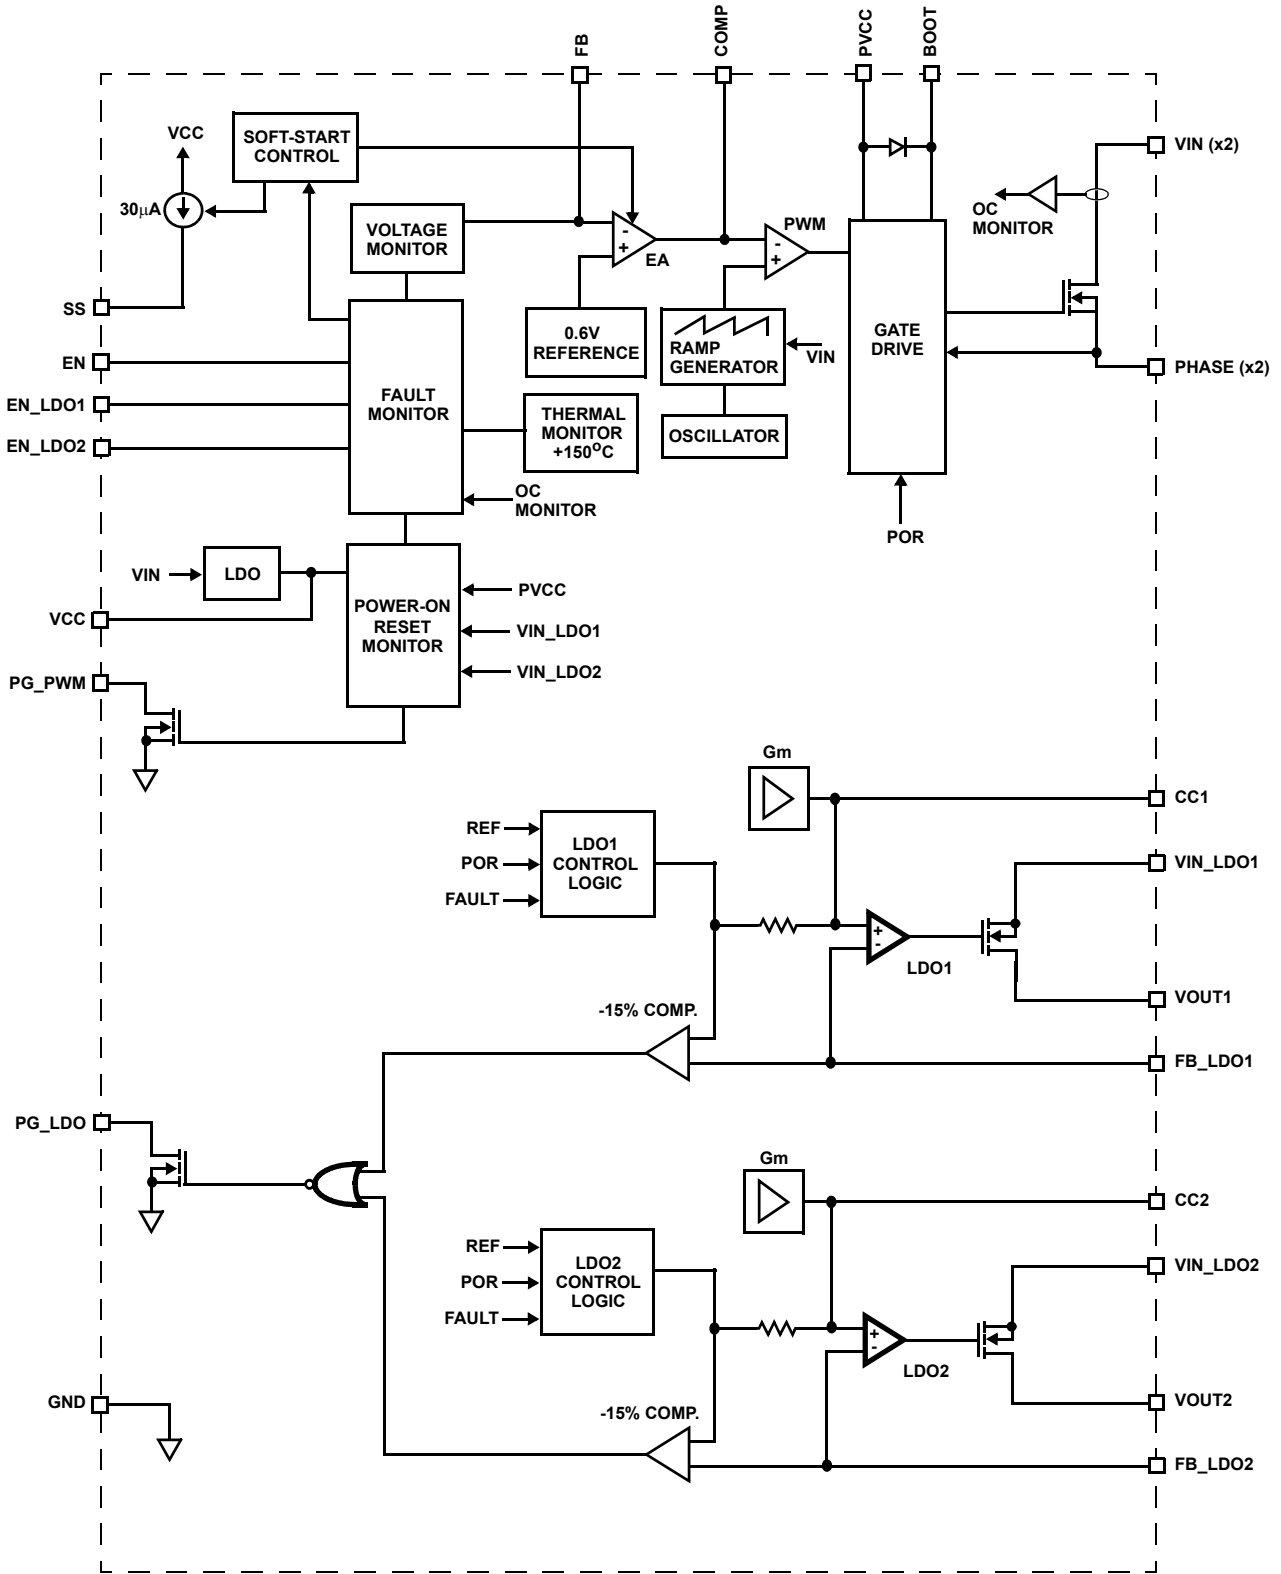 FB
COMP
PVCC
BOOT
VCC
SOFT-START
CONTROL
VIN (x2)
30µA
OC
MONITOR
VOLTAGE
MONITOR
-
+
EA
PWM
-
+
SS
0.6V
REFERENCE
RAMP
GENERATOR
VIN
GATE
DRIVE
EN
PHASE (x2)
EN_LDO1
FAULT
MONITOR
THERMAL
MONITOR
+150°C
OSCILLATOR
EN_LDO2
OC
MONITOR
POR
VIN
LDO
PVCC
VCC
POWER-ON
RESET
MONITOR
VIN_LDO1
VIN_LDO2
PG_PWM
Gm
CC1
REF
POR
FAULT
LDO1
CONTROL
LOGIC
VIN_LDO1
+
-
LDO1
VOUT1
-15% COMP.
FB_LDO1
PG_LDO
Gm
CC2
REF
POR
FAULT
LDO2
CONTROL
LOGIC
VIN_LDO2
+
-
LDO2
GND
VOUT2
-15% COMP.
FB_LDO2